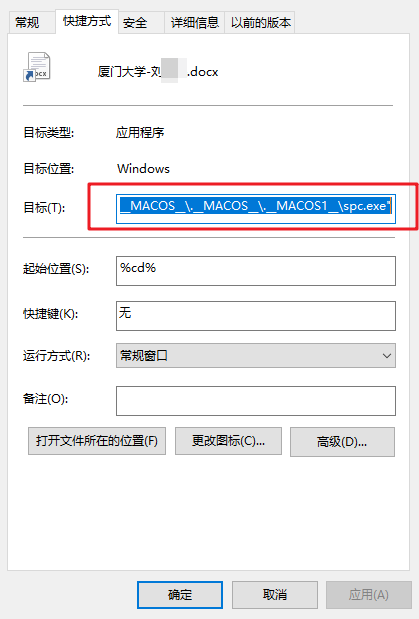 常规 快捷方式 安全 详细信息 以前的版本
厦门大学-刘 .docx
目标类型: 应用程序
目标位置: Windows
目标(T): __MACOS__\.__MACOS__\.__MACOS1__\spc.exe"
起始位置(S): %cd%
快捷键(K): 无
运行方式(R): 常规窗口
备注(O):
打开文件所在的位置(F) 更改图标(C)... 高级(D)...
确定 取消 应用(A)